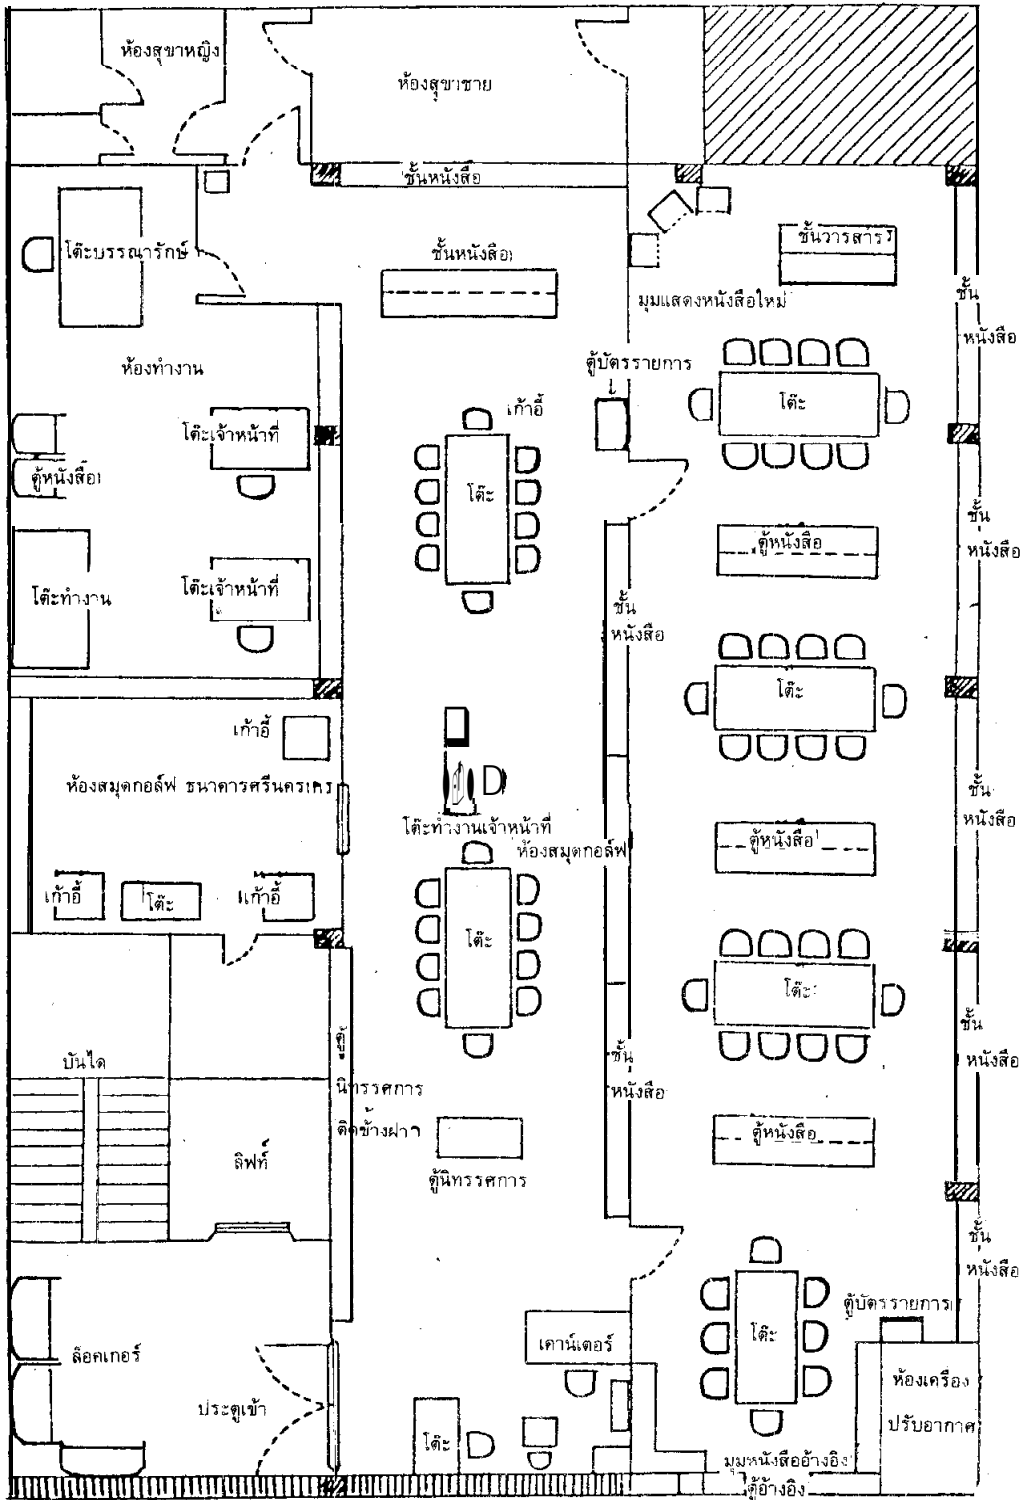 ห้องสุขาหญิง
ห้องสุขาชาย
ชั้นหนังสือ
โต๊ะบรรณารักษ์
ชั้นหนังสือ
ชั้นวารสาร
มุมแสดงหนังสือใหม่
ชั้น
หนังสือ
ห้องทำงาน
ตู้บัตรรายการ
เก้าอี้
โต๊ะ
โต๊ะเจ้าหน้าที่
ตู้หนังสือ
โต๊ะ
ชั้น
หนังสือ
ตู้หนังสือ
โต๊ะเจ้าหน้าที่
โต๊ะทำงาน
ชั้น
หนังสือ
โต๊ะ
เก้าอี้
ห้องสมุดกอล์ฟ ธนาคารศรีนคร
ชั้น
หนังสือ
โต๊ะทำงานเจ้าหน้าที่
ห้องสมุดกอล์ฟ
ตู้หนังสือ
เก้าอี้
โต๊ะ
เก้าอี้
โต๊ะ
โต๊ะ
ชั้น
หนังสือ
บันได
นิทรรศการ
ติดข้างฝา
ชั้น
หนังสือ
ตู้หนังสือ
ลิฟท์
ตู้นิทรรศการ
ชั้น
หนังสือ
ตู้บัตรรายการ
โต๊ะ
เคาน์เตอร์
ล๊อคเกอร์
ห้องเครื่อง
ปรับอากาศ
ประตูเข้า
โต๊ะ
มุมหนังสืออ้างอิง
ตู้อ้างอิง